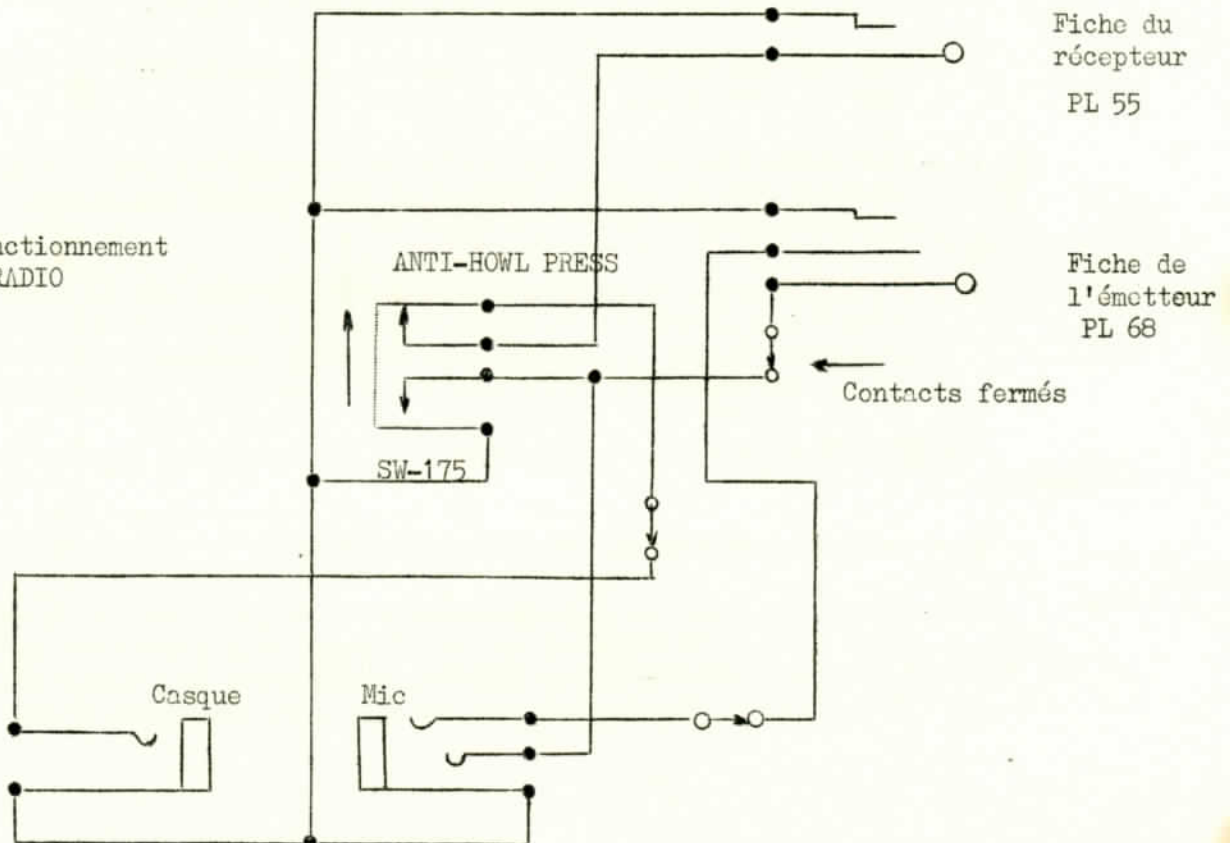 Fiche du
récepteur
PL 55
nctionnement
RADIO
ANTI-HOWL PRESS
Fiche de
l'émetteur
PL 68
Contacts fermés
SW-175
Casque
Mic